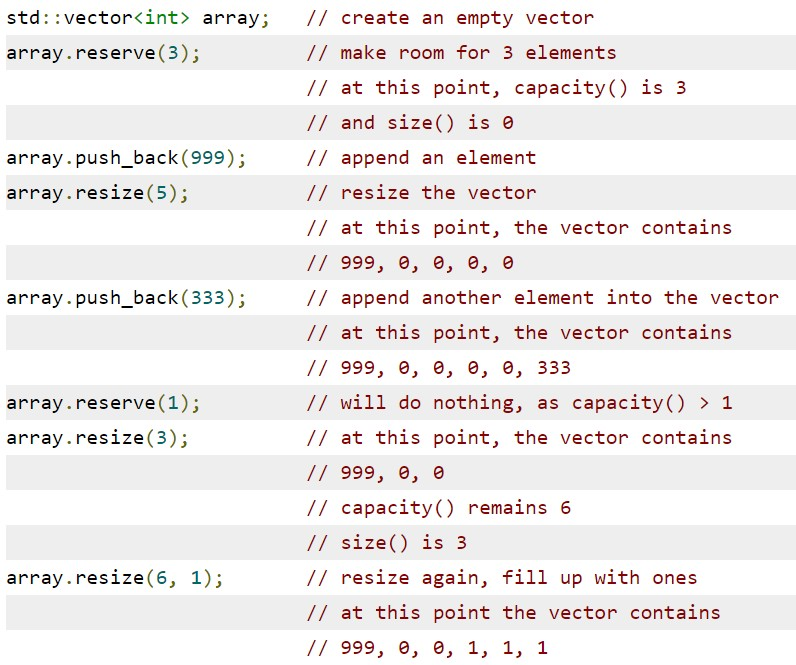 std::vector<int> array;   // create an empty vector
array.reserve(3);         // make room for 3 elements
                          // at this point, capacity() is 3
                          // and size() is 0
array.push_back(999);     // append an element
array.resize(5);          // resize the vector
                          // at this point, the vector contains
                          // 999, 0, 0, 0, 0
array.push_back(333);     // append another element into the vector
                          // at this point, the vector contains
                          // 999, 0, 0, 0, 0, 333
array.reserve(1);         // will do nothing, as capacity() > 1
array.resize(3);          // at this point, the vector contains
                          // 999, 0, 0
                          // capacity() remains 6
                          // size() is 3
array.resize(6, 1);       // resize again, fill up with ones
                          // at this point the vector contains
                          // 999, 0, 0, 1, 1, 1